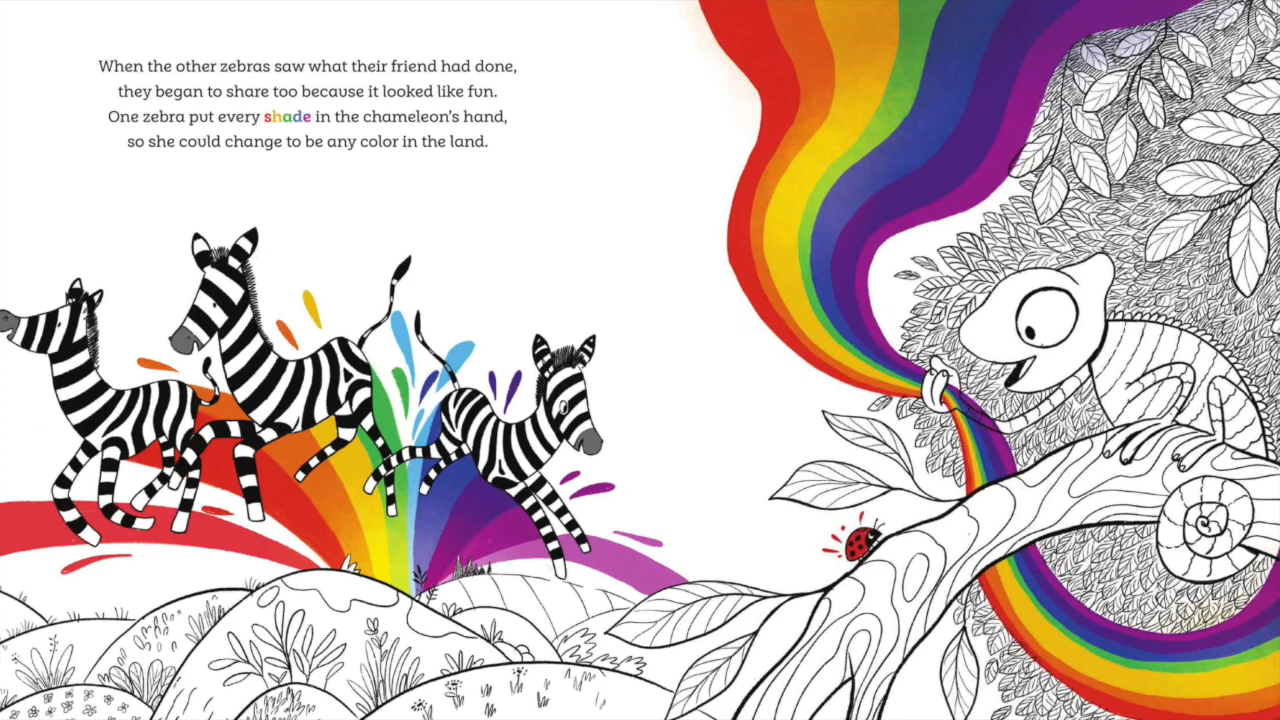 When the other zebras saw what their friend had done,
they began to share too because it looked like fun.
One zebra put every shade in the chameleon's hand,
so she could change to be any color in the land.